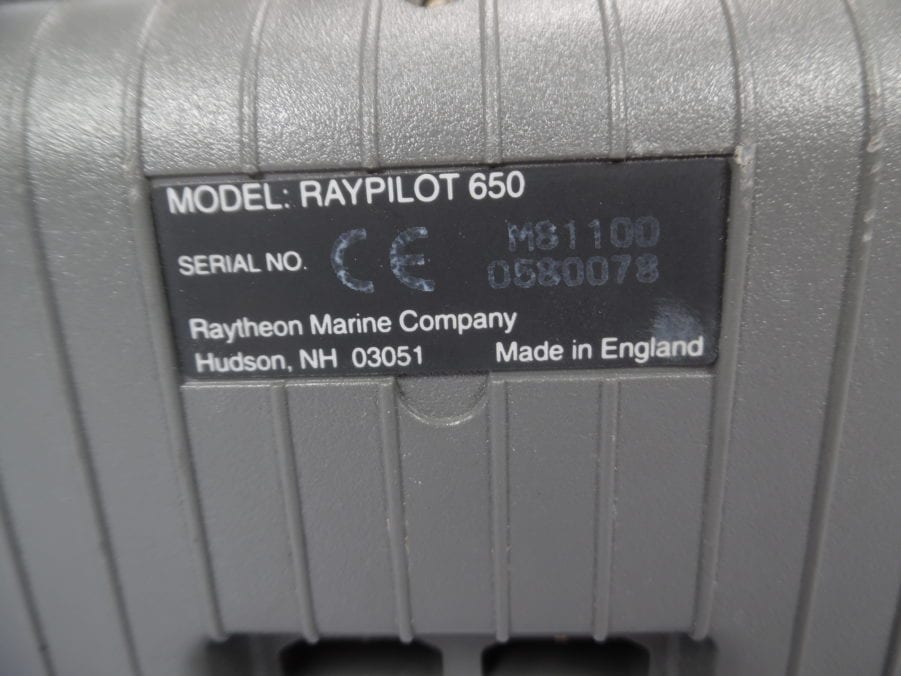 MODEL: RAYPILOT 650
M81100
SERIAL NO. CE 0580078
Raytheon Marine Company
Hudson, NH 03051 Made in England